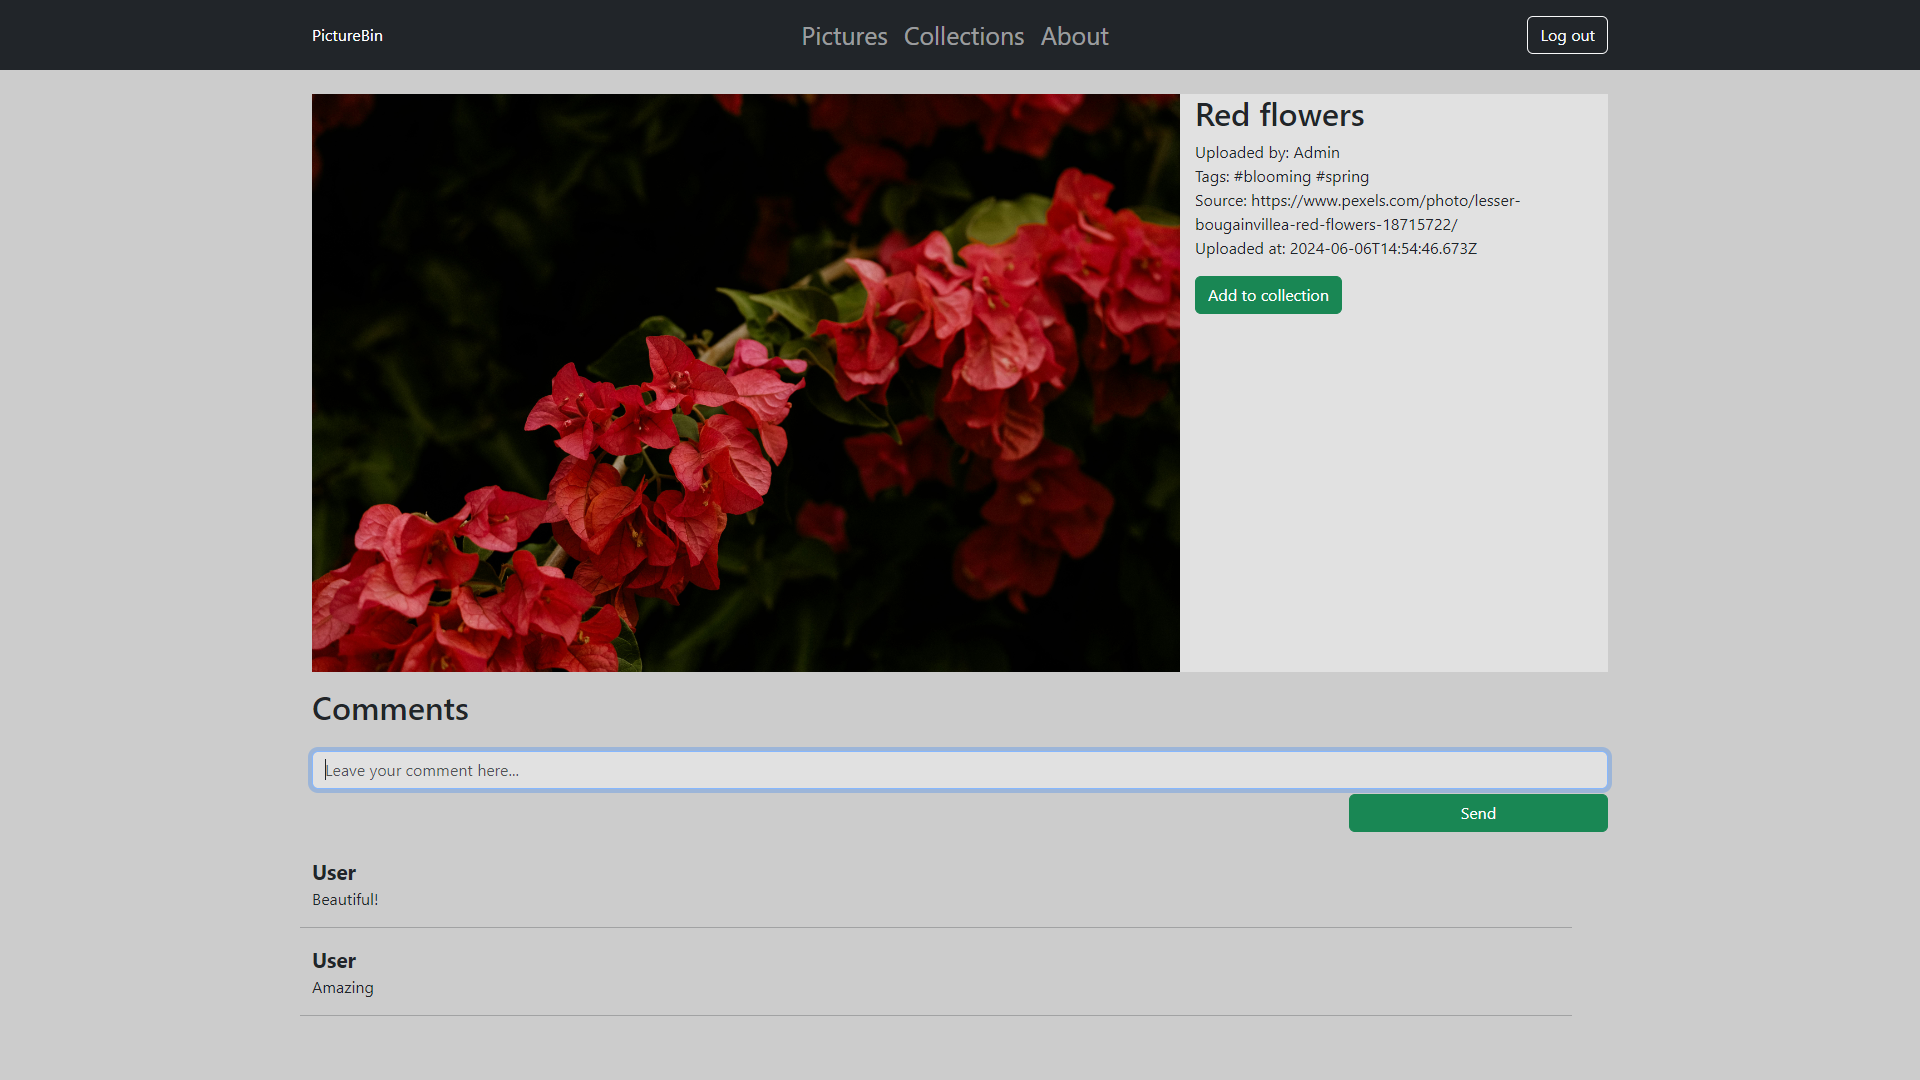 PictureBin
Pictures Collections About
Log out
Red flowers
Uploaded by: Admin
Tags: #blooming #spring
Source: https://www.pexels.com/photo/lesser-
bougainvillea-red-flowers-18715722/
Uploaded at: 2024-06-06T14:54:46.673Z
Add to collection
Comments
Leave your comment here...
Send
User
Beautiful!
User
Amazing